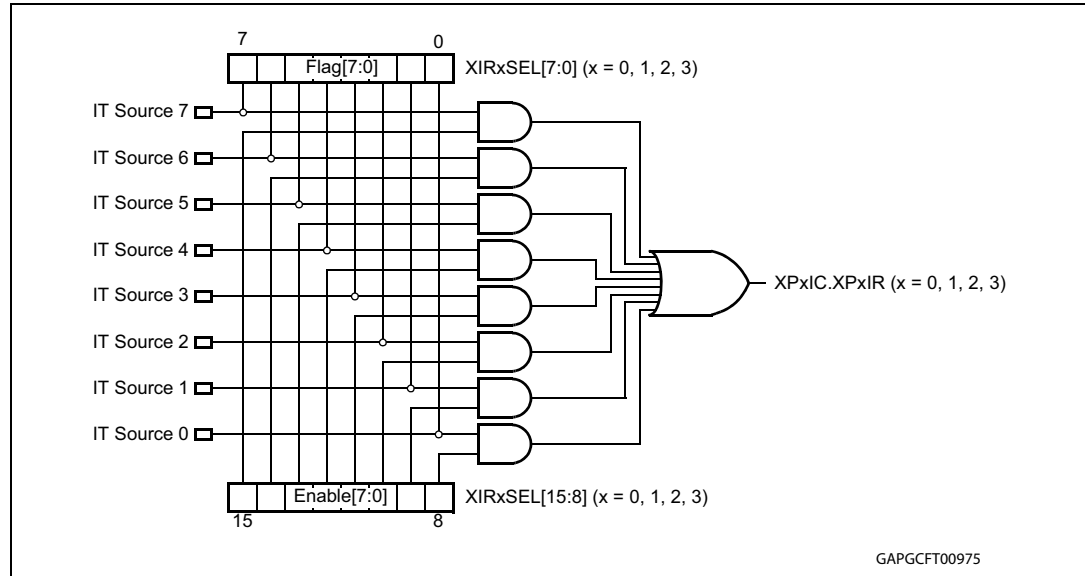 7 0
Flag[7:0] XIRxSEL[7:0] (x = 0, 1, 2, 3)
IT Source 7
IT Source 6
IT Source 5
IT Source 4
IT Source 3
IT Source 2
IT Source 1
IT Source 0
XPxIC.XPxIR (x = 0, 1, 2, 3)
Enable[7:0] XIRxSEL[15:8] (x = 0, 1, 2, 3)
15 8
GAPGCFT00975